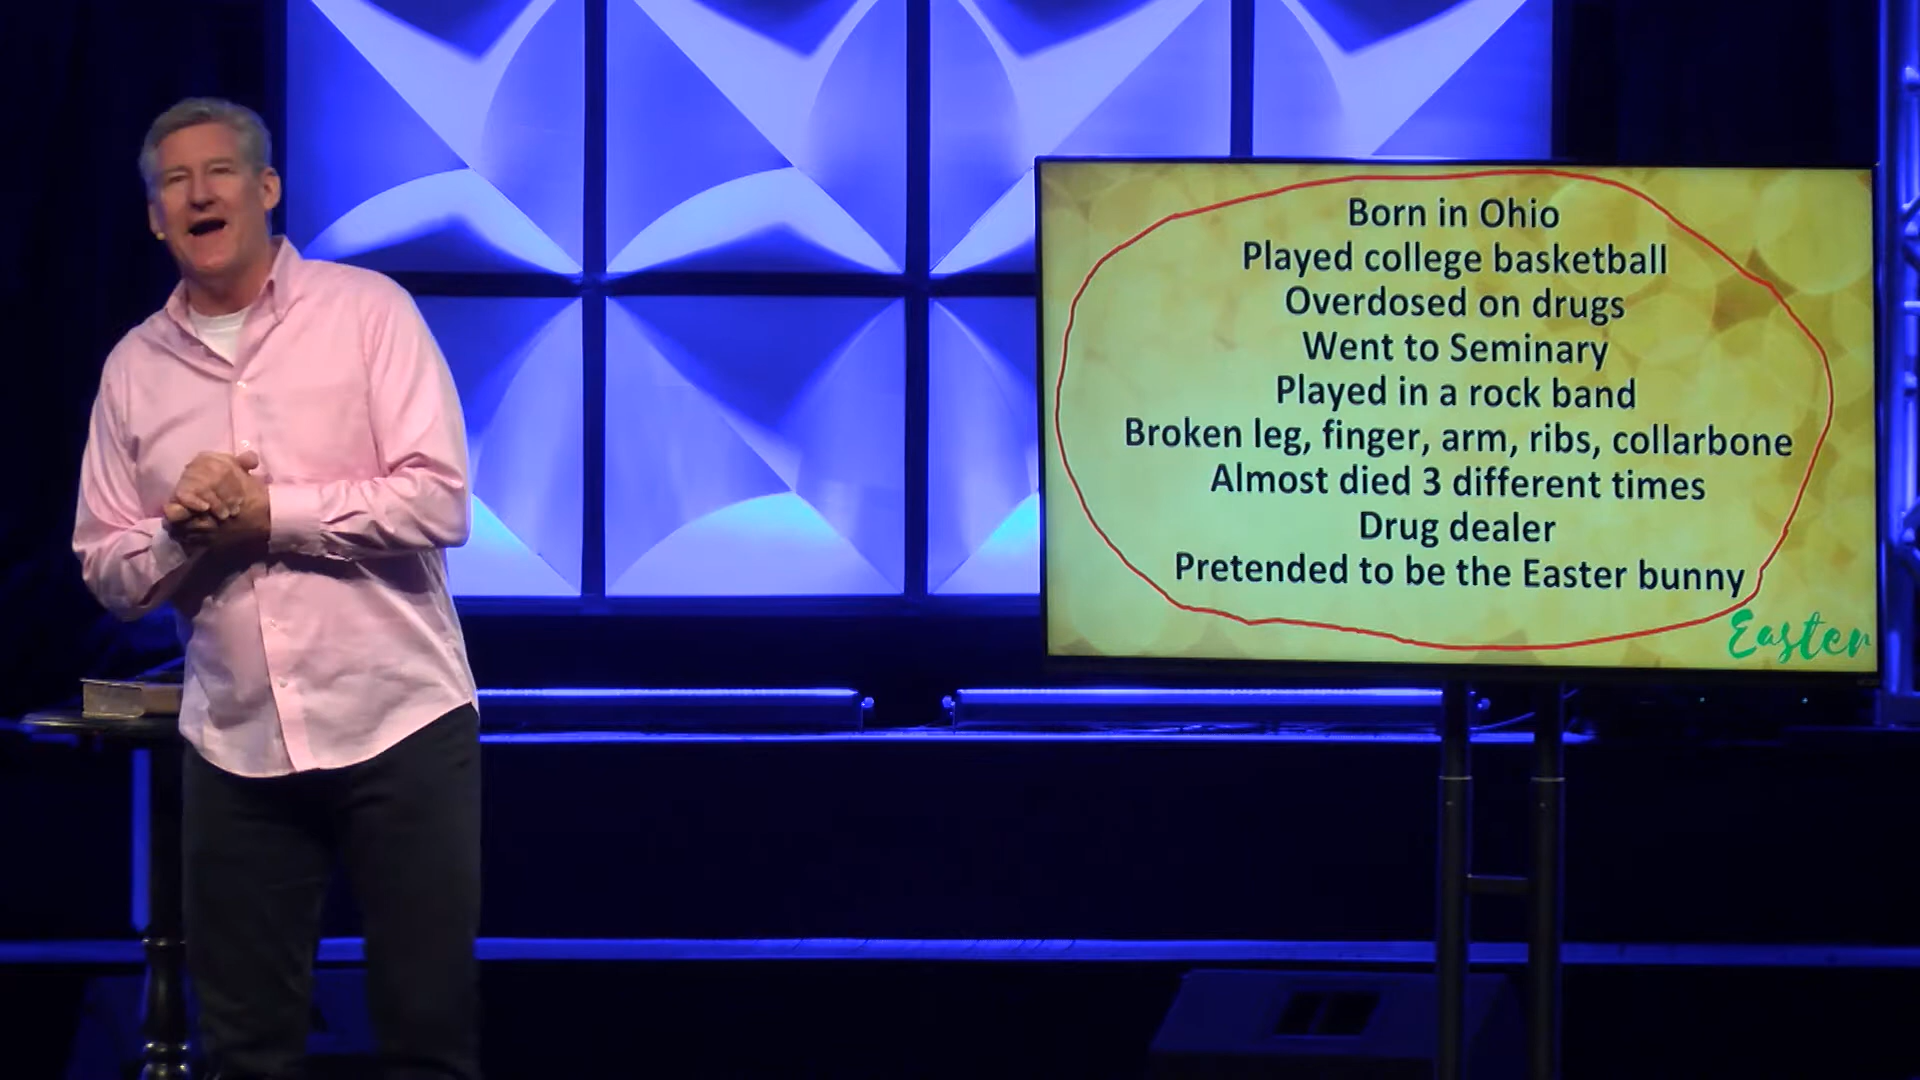 Born in Ohio
Played college basketball
Overdosed on drugs
Went to Seminary
Played in a rock band
Broken leg, finger, arm, ribs, collarbone
Almost died 3 different times
Drug dealer
Pretended to be the Easter bunny
Easter